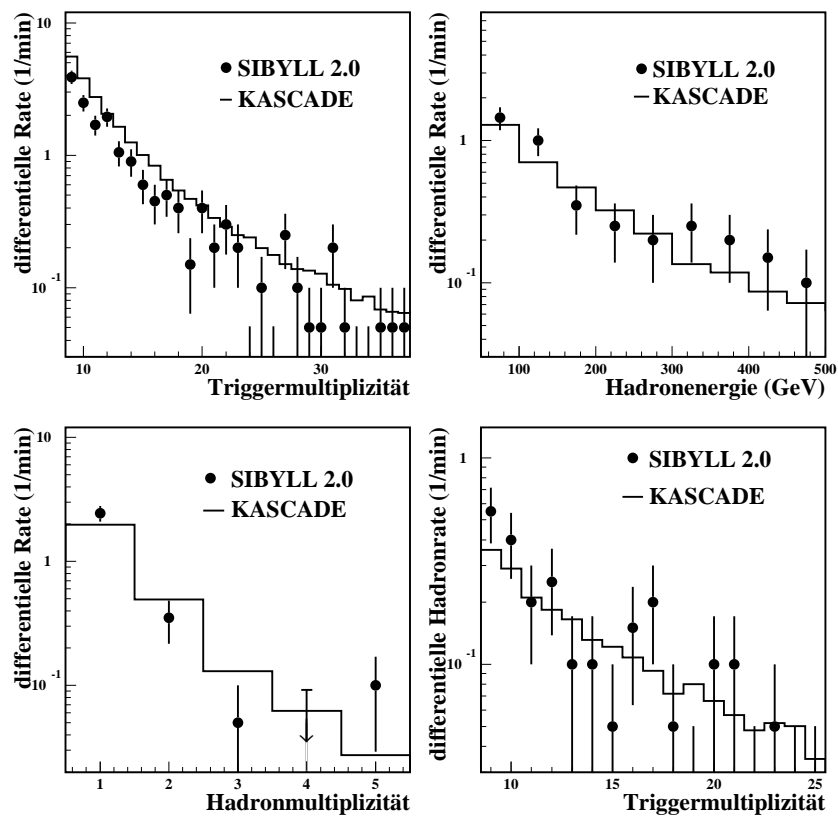 differentielle Rate (1/min)
10
1
10⁻¹
SIBYLL 2.0
KASCADE
10 20 30
Triggermultiplizität
differentielle Rate (1/min)
1
10⁻¹
SIBYLL 2.0
KASCADE
100 200 300 400 500
Hadronenergie (GeV)
differentielle Rate (1/min)
10
1
10⁻¹
SIBYLL 2.0
KASCADE
1 2 3 4 5
Hadronmultiplizität
differentielle Hadronrate (1/min)
1
10⁻¹
SIBYLL 2.0
KASCADE
10 15 20 25
Triggermultiplizität